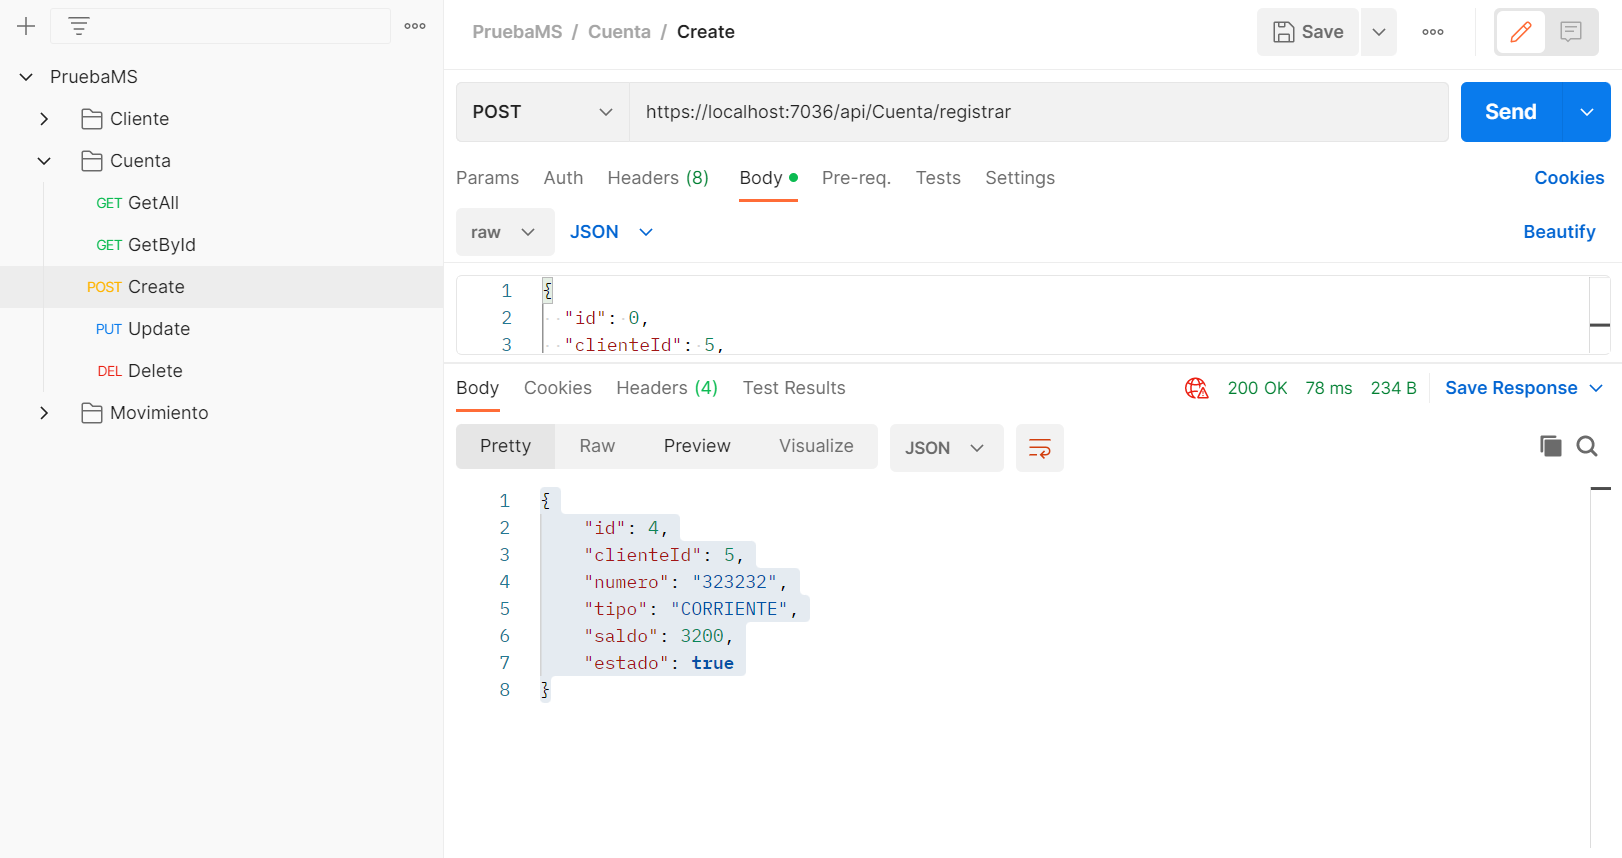 PruebaMS
Cliente
Cuenta
GET GetAll
GET GetById
POST Create
PUT Update
DEL Delete
Movimiento
PruebaMS / Cuenta / Create
Save
POST
https://localhost:7036/api/Cuenta/registrar
Send
Params Auth Headers (8) Body Pre-req. Tests Settings Cookies
raw JSON Beautify
1 {
2 "id": 0,
3 "clienteId": 5,
Body Cookies Headers (4) Test Results 200 OK 78 ms 234 B Save Response
Pretty Raw Preview Visualize JSON
1 {
2 "id": 4,
3 "clienteId": 5,
4 "numero": "323232",
5 "tipo": "CORRIENTE",
6 "saldo": 3200,
7 "estado": true
8 }